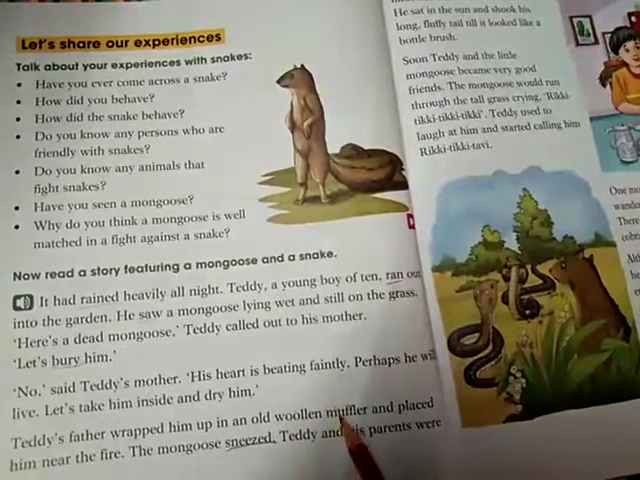 Let's share our experiences
Talk about your experiences with snakes:
• Have you ever come across a snake?
• How did you behave?
• How did the snake behave?
• Do you know any persons who are
friendly with snakes?
• Do you know any animals that
fight snakes?
• Have you seen a mongoose?
• Why do you think a mongoose is well
matched in a fight against a snake?
Now read a story featuring a mongoose and a snake.
It had rained heavily all night. Teddy, a young boy of ten, ran out
into the garden. He saw a mongoose lying wet and still on the grass.
'Here's a dead mongoose,' Teddy called out to his mother.
'Let's bury him.'
'No,' said Teddy's mother. 'His heart is beating faintly. Perhaps he
live. Let's take him inside and dry him.'
Teddy's father wrapped him up in an old woollen muffler and placed
him near the fire. The mongoose sneezed. Teddy and his parents were
He sat in the sun and shook his
long, fluffy tail till it looked like a
bottle brush.
Soon Teddy and the little
mongoose became very good
friends. The mongoose would run
through the tall grass crying, 'Rikki-
tikki-tikki-tikki'. Teddy used to
laugh at him and started calling him
Rikki-tikki-tavi.
One
There